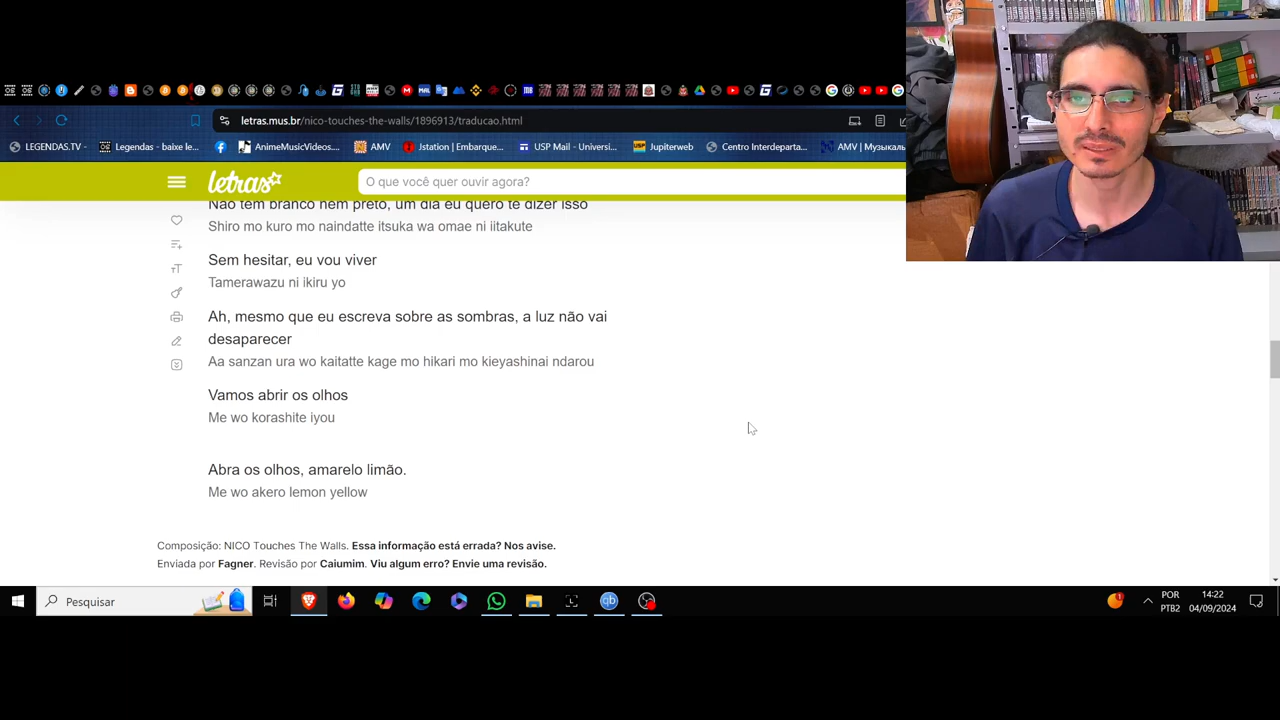 letras.mus.br/nico-touches-the-walls/1896913/traducao.html
LEGENDAS.TV - Legendas - baixe le... AnimeMusicVideos... AMV Jstation | Embarque... USP Mail - Universi... Jupiterweb Centro Interdeparta... AMV | Музыкаль
letras O que você quer ouvir agora?
Não tem branco nem preto, um dia eu quero te dizer isso
Shiro mo kuro mo naindatte itsuka wa omae ni iitakute
Sem hesitar, eu vou viver
Tamerawazu ni ikiru yo
Ah, mesmo que eu escreva sobre as sombras, a luz não vai
desaparecer
Aa sanzan ura wo kaitatte kage mo hikari mo kieyashinai ndarou
Vamos abrir os olhos
Me wo korashite iyou
Abra os olhos, amarelo limão.
Me wo akero lemon yellow
Composição: NICO Touches The Walls. Essa informação está errada? Nos avise.
Enviada por Fagner. Revisão por Caiumim. Viu algum erro? Envie uma revisão.
Pesquisar
POR 14:22
PTB2 04/09/2024